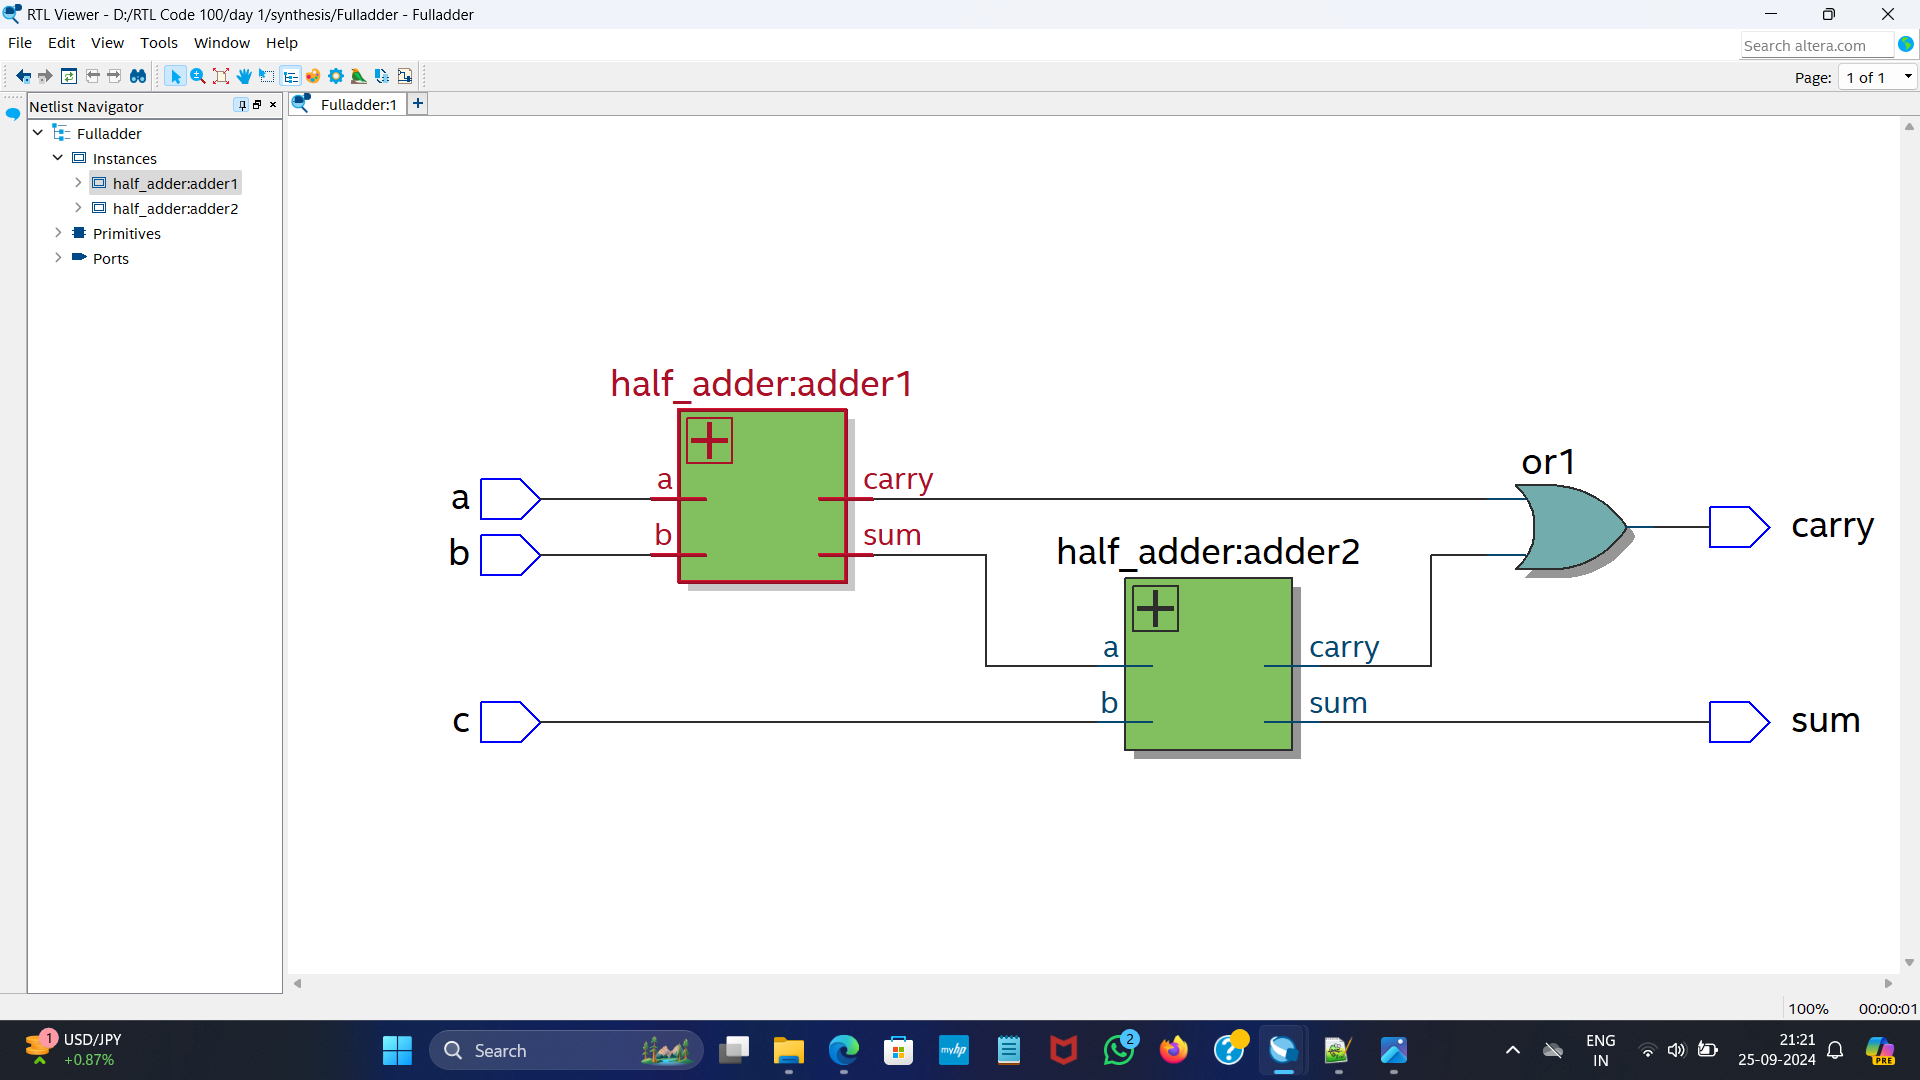 RTL Viewer - D:/RTL Code 100/day 1/synthesis/Fulladder - Fulladder
File Edit View Tools Window Help
Search altera.com
Page: 1 of 1
Netlist Navigator
Fulladder:1
Fulladder
Instances
half_adder:adder1
half_adder:adder2
Primitives
Ports
half_adder:adder1
a
carry
b
sum
a
b
or1
carry
half_adder:adder2
a
carry
b
sum
c
sum
100% 00:00:01
1
USD/JPY
+0.87%
Search
myhp
2
ENG
IN
21:21
25-09-2024
PRE